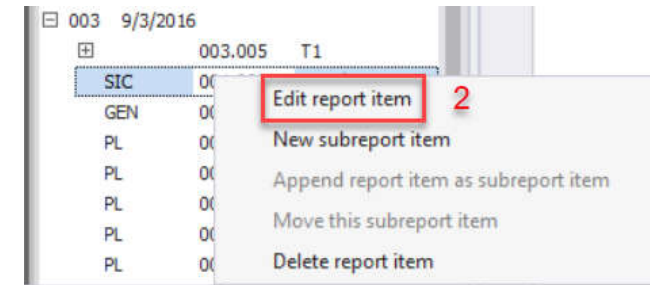 003 9/3/2016
003.005 T1
SIC
Edit report item 2
GEN
New subreport item
PL
PL
Append report item as subreport item
PL
Move this subreport item
PL
PL
Delete report item